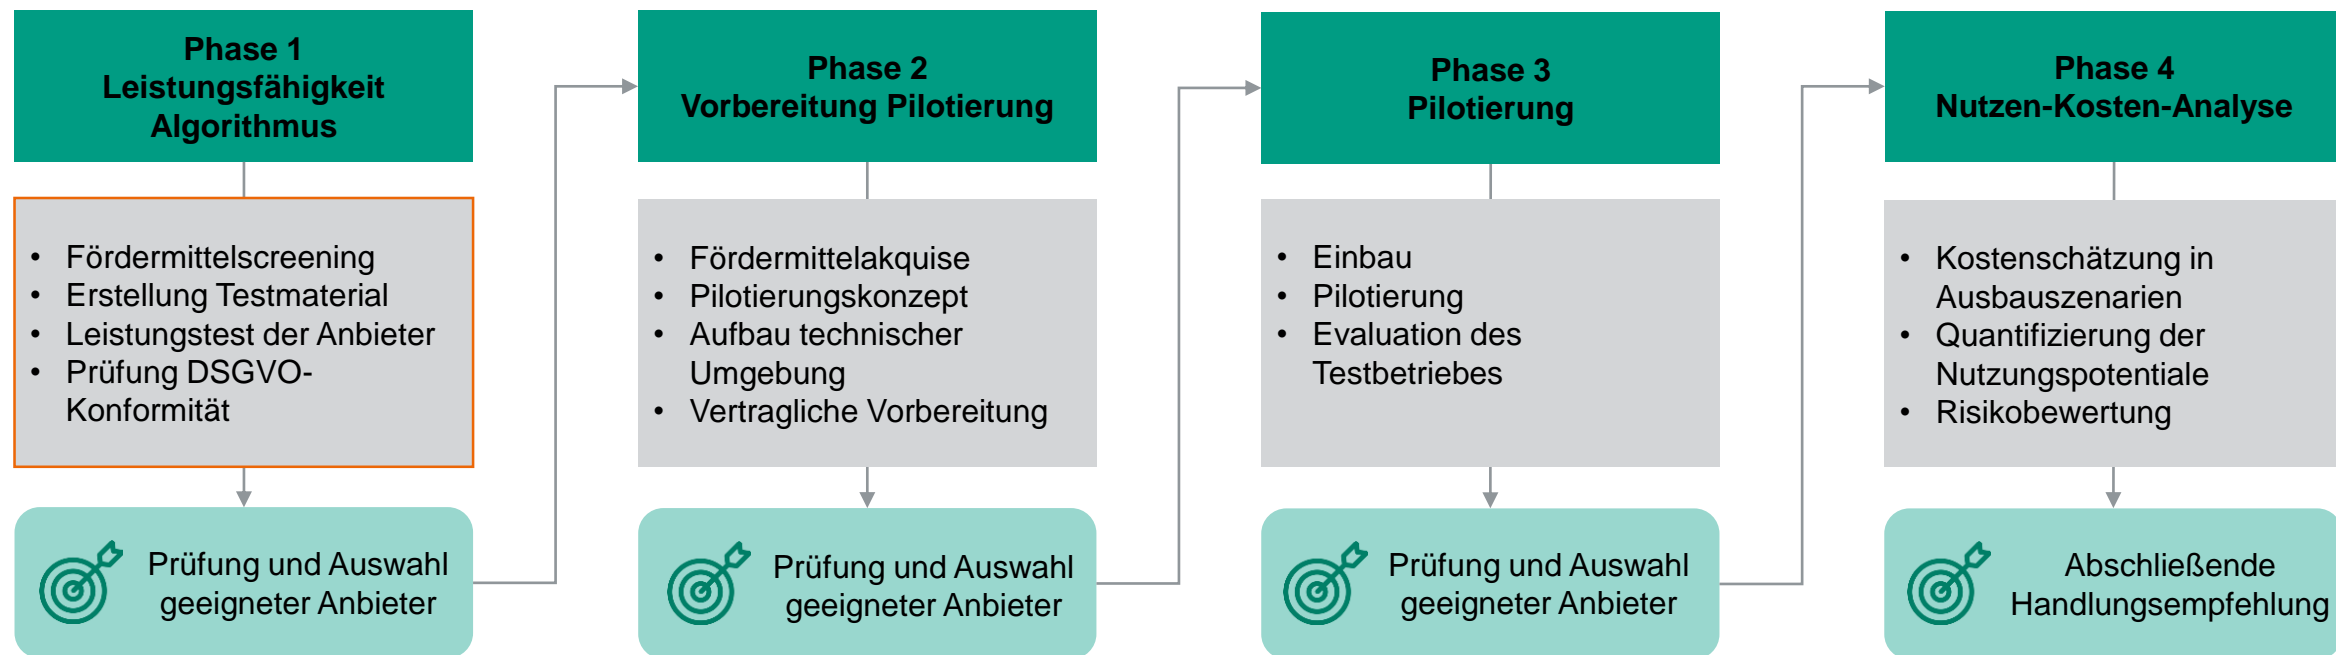 Phase 1
Leistungsfähigkeit
Algorithmus
• Fördermittelscreening
• Erstellung Testmaterial
• Leistungstest der Anbieter
• Prüfung DSGVO-
Konformität
Prüfung und Auswahl
geeigneter Anbieter
Phase 2
Vorbereitung Pilotierung
• Fördermittelakquise
• Pilotierungskonzept
• Aufbau technischer
Umgebung
• Vertragliche Vorbereitung
Prüfung und Auswahl
geeigneter Anbieter
Phase 3
Pilotierung
• Einbau
• Pilotierung
• Evaluation des
Testbetriebes
Prüfung und Auswahl
geeigneter Anbieter
Phase 4
Nutzen-Kosten-Analyse
• Kostenschätzung in
Ausbauszenarien
• Quantifizierung der
Nutzungspotentiale
• Risikobewertung
Abschließende
Handlungsempfehlung